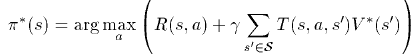 π*(s) = arg max_a ( R(s, a) + γ ∑_{s'∈𝒮} T(s, a, s')V*(s') )